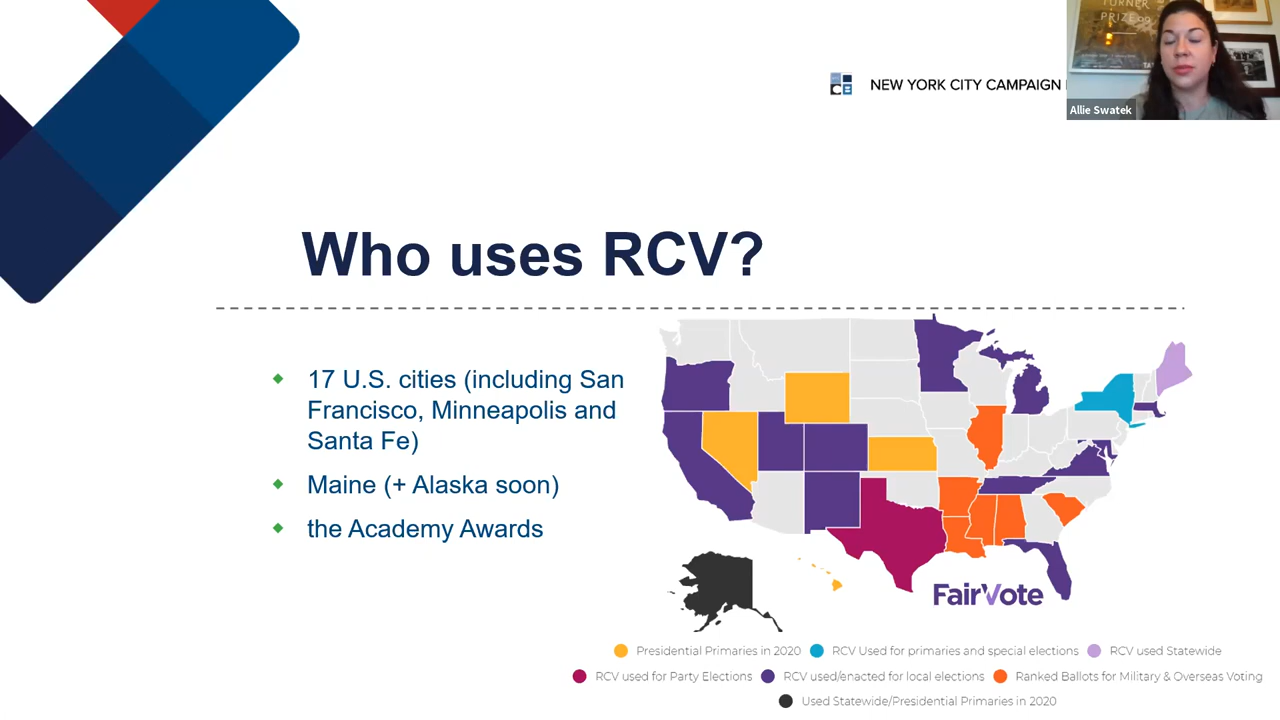 TURNER
PRIZE
NEW YORK CITY CAMPAIGN
Allie Swatek
Who uses RCV?
17 U.S. cities (including San
Francisco, Minneapolis and
Santa Fe)
Maine (+ Alaska soon)
the Academy Awards
FairVote
Presidential Primaries in 2020 RCV Used for primaries and special elections RCV used Statewide
RCV used for Party Elections RCV used/enacted for local elections Ranked Ballots for Military & Overseas Voting
Used Statewide/Presidential Primaries in 2020